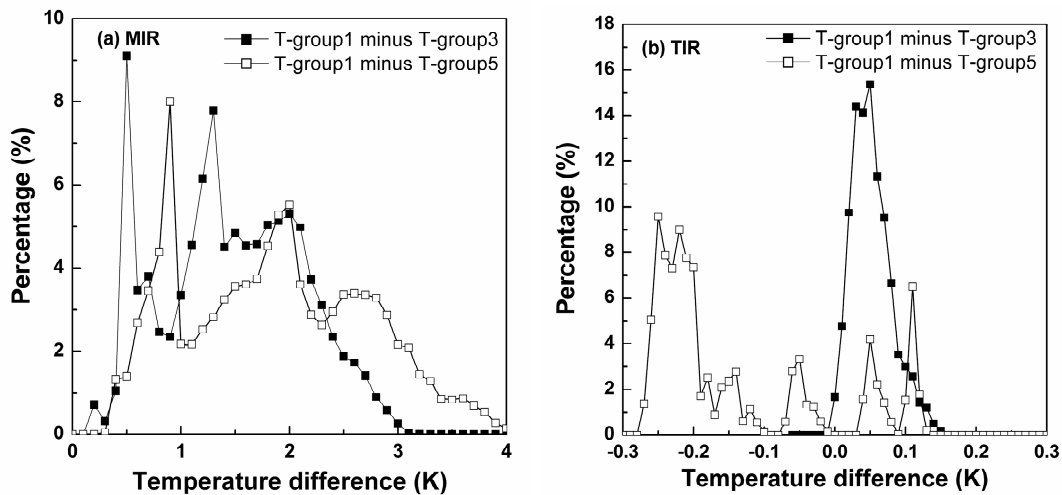 (a) MIR
T-group1 minus T-group3
T-group1 minus T-group5
Percentage (%)
10
8
6
4
2
0
0
1
2
3
4
Temperature difference (K)
(b) TIR
T-group1 minus T-group3
T-group1 minus T-group5
Percentage (%)
18
16
14
12
10
8
6
4
2
0
-0.3
-0.2
-0.1
0.0
0.1
0.2
0.3
Temperature difference (K)